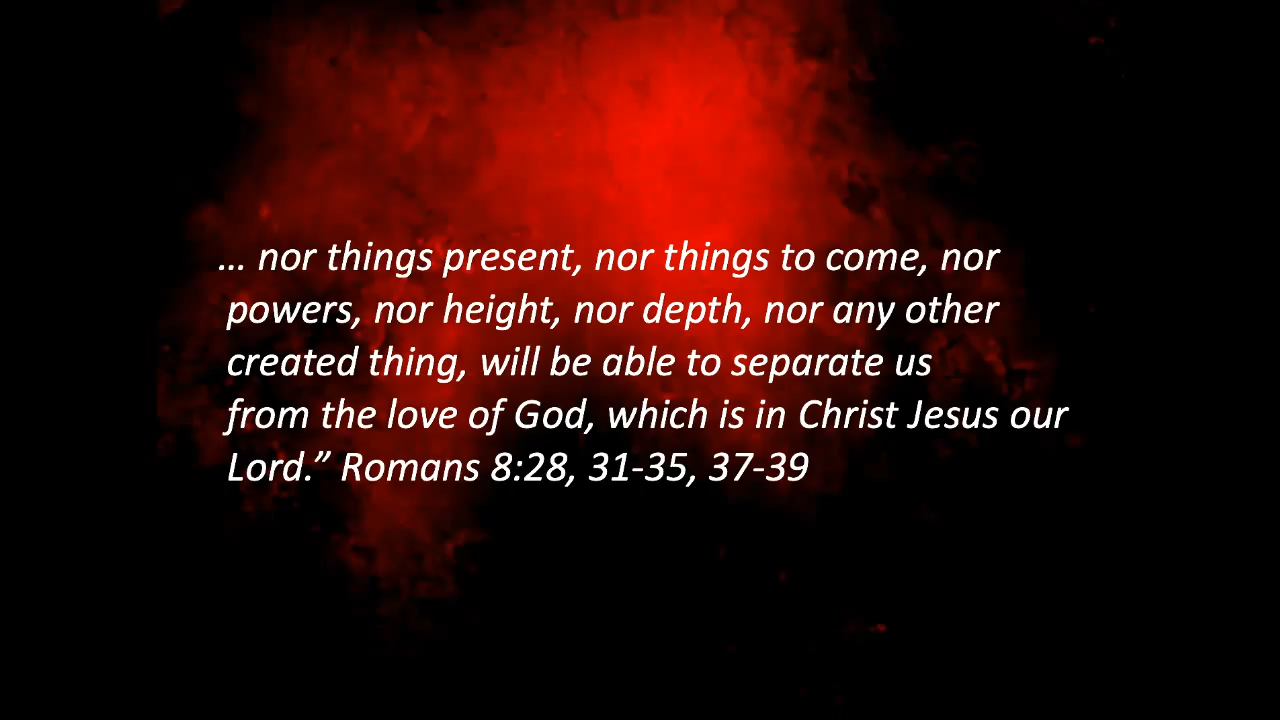 … nor things present, nor things to come, nor
powers, nor height, nor depth, nor any other
created thing, will be able to separate us
from the love of God, which is in Christ Jesus our
Lord.” Romans 8:28, 31-35, 37-39